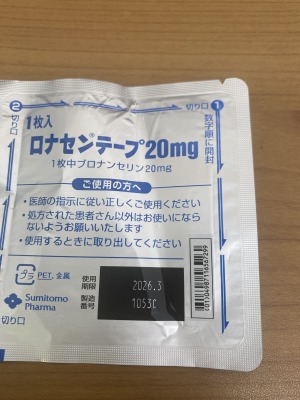 切り口 ①
② 切り口
数字順に開封
1枚入
ロナセン®テープ20mg
1枚中ブロナンセリン20mg
ご使用の方へ
・医師の指示に従い正しくご使用ください
・処方された患者さん以外はお使いになら
ないようお願いいたします
・使用するときに取り出してください
プラ PET, 金属
使用
期限 2026.3
製造
番号 1053C
Sumitomo
Pharma
切り口